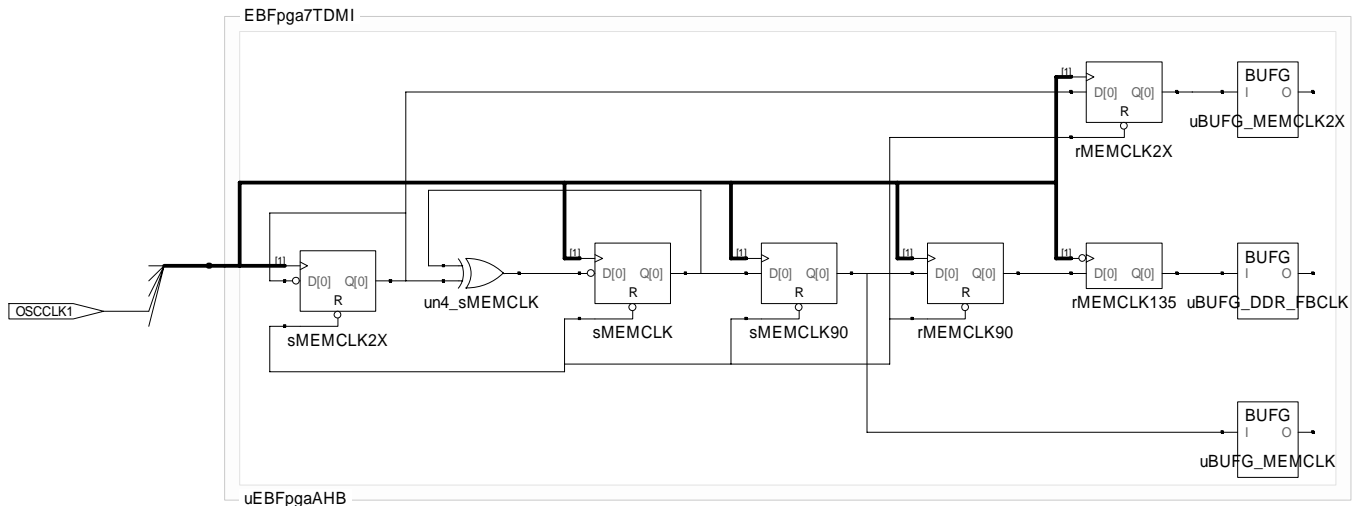 EBFpga7TDMI
[1]
D[0] Q[0]
R
rMEMCLK2X
BUFG
I O
uBUFG_MEMCLK2X
OSCCLK1
[1]
D[0] Q[0]
R
sMEMCLK2X
un4_sMEMCLK
[1]
D[0] Q[0]
R
sMEMCLK
[1]
D[0] Q[0]
R
sMEMCLK90
[1]
D[0] Q[0]
R
rMEMCLK90
[1]
D[0] Q[0]
rMEMCLK135
BUFG
I O
uBUFG_DDR_FBCLK
BUFG
I O
uBUFG_MEMCLK
uEBFpgaAHB